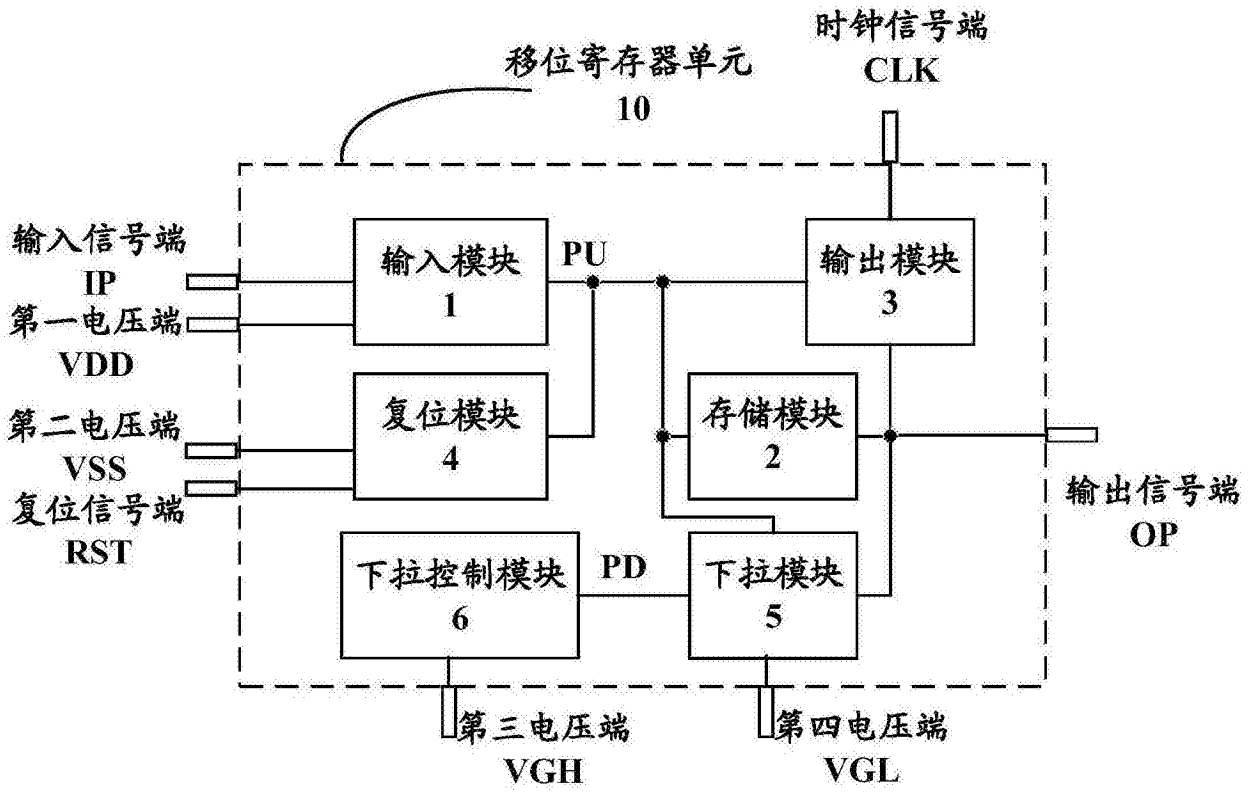 时钟信号端
CLK
移位寄存器单元
10
输入信号端
IP
第一电压端
VDD
第二电压端
VSS
复位信号端
RST
输入模块
1
PU
输出模块
3
复位模块
4
存储模块
2
输出信号端
OP
下拉控制模块
6
PD
下拉模块
5
第三电压端
VGH
第四电压端
VGL